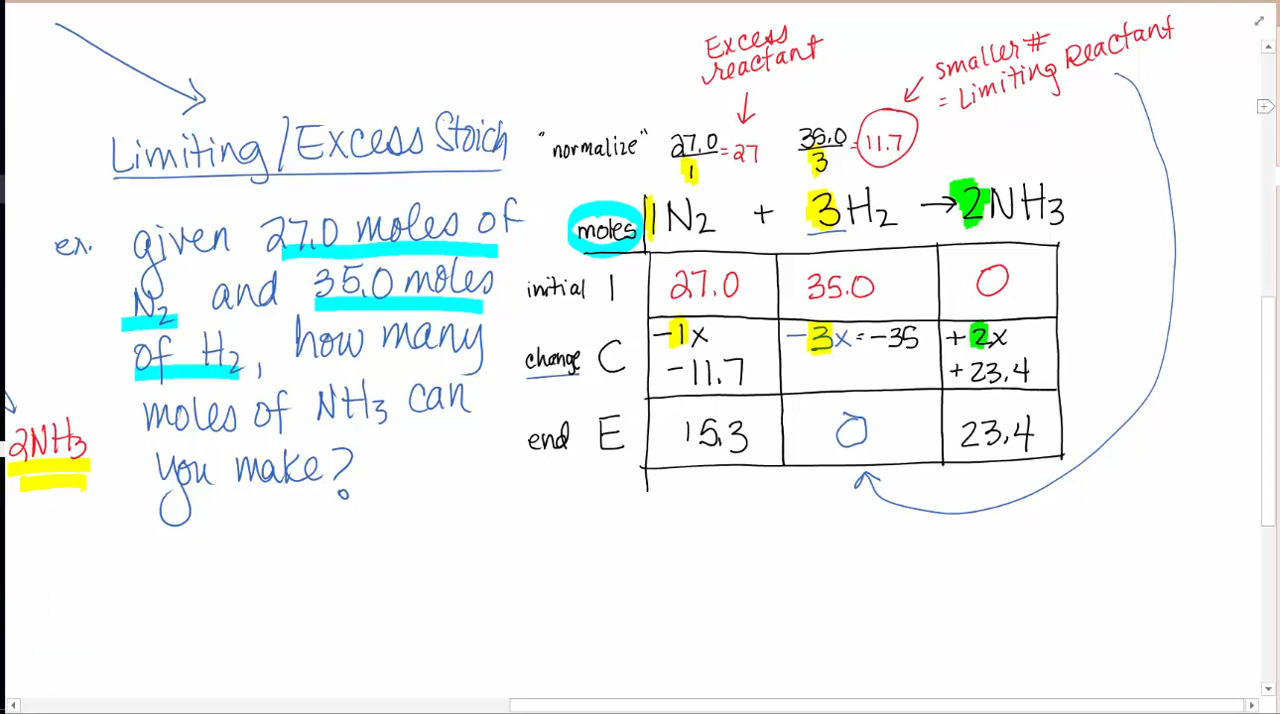 Excess
reactant
smaller #
= Limiting Reactant
Limiting/Excess Stoich
"normalize" 27.0/1 = 27 35.0/3 = 11.7
ex. given 27.0 moles of
N2 and 35.0 moles
of H2, how many
moles of NH3 can
you make?
2NH3
moles 1N2 + 3H2 → 2NH3
initial I 27.0 35.0 0
change C -1x -3x = -35 +2x
-11.7 +23.4
end E 15.3 0 23.4